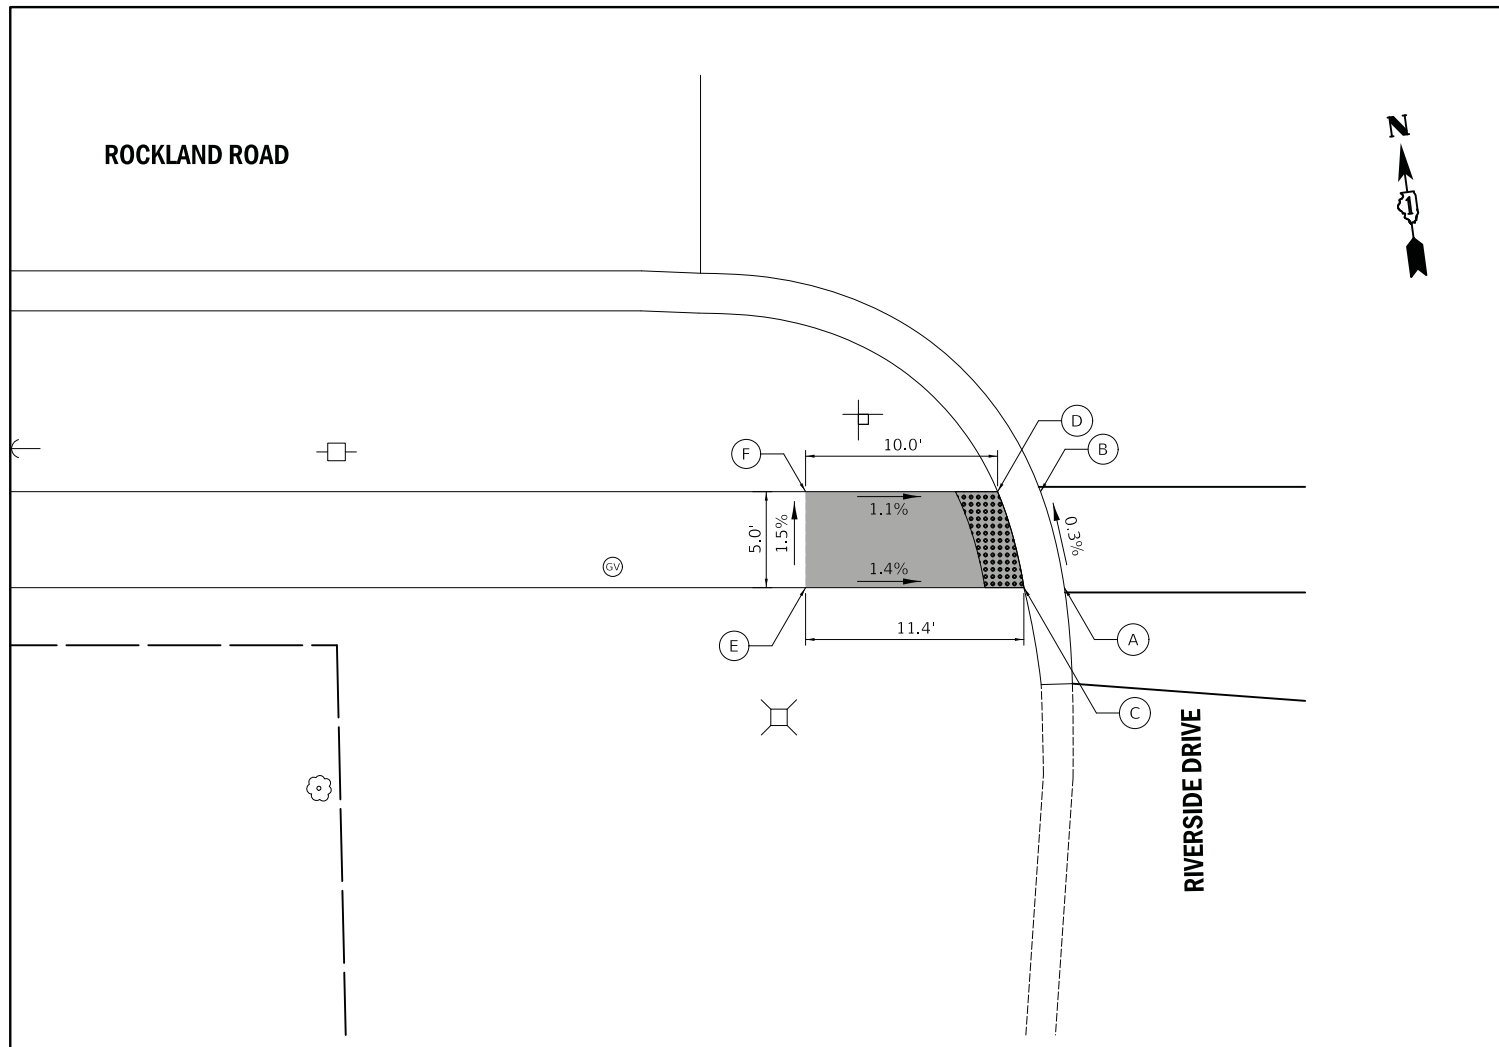 N
ROCKLAND ROAD
1
D
10.0'
B
F
1.1%
5.0'
1.5%
0.3%
GV
1.4%
11.4'
E
A
C
RIVERSIDE DRIVE